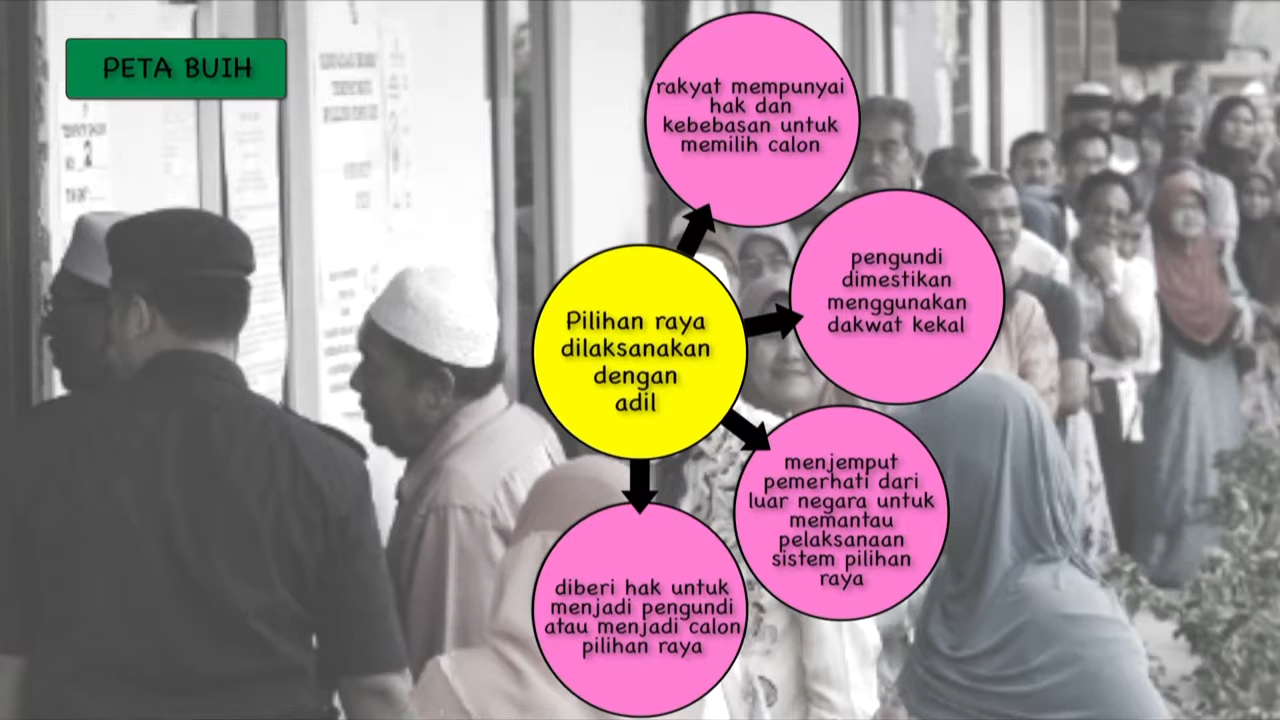 PETA BUIH
rakyat mempunyai
hak dan
kebebasan untuk
memilih calon
pengundi
dimestikan
menggunakan
dakwat kekal
Pilihan raya
dilaksanakan
dengan
adil
menjemput
pemerhati dari
luar negara untuk
memantau
pelaksanaan
sistem pilihan
raya
diberi hak untuk
menjadi pengundi
atau menjadi calon
pilihan raya
2